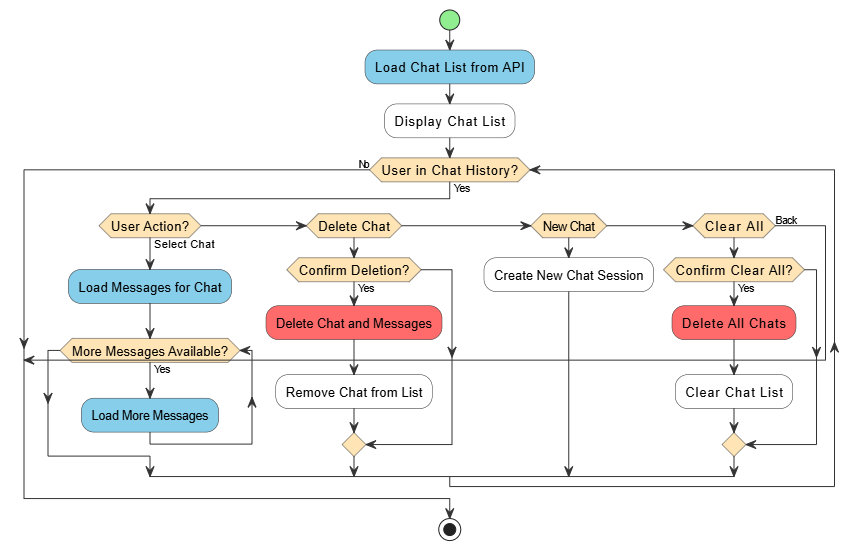 Load Chat List from API
Display Chat List
No
User in Chat History?
Yes
User Action?
Delete Chat
New Chat
Clear All
Back
Select Chat
Confirm Deletion?
Confirm Clear All?
Create New Chat Session
Load Messages for Chat
Yes
Yes
Delete Chat and Messages
Delete All Chats
More Messages Available?
Yes
Remove Chat from List
Clear Chat List
Load More Messages